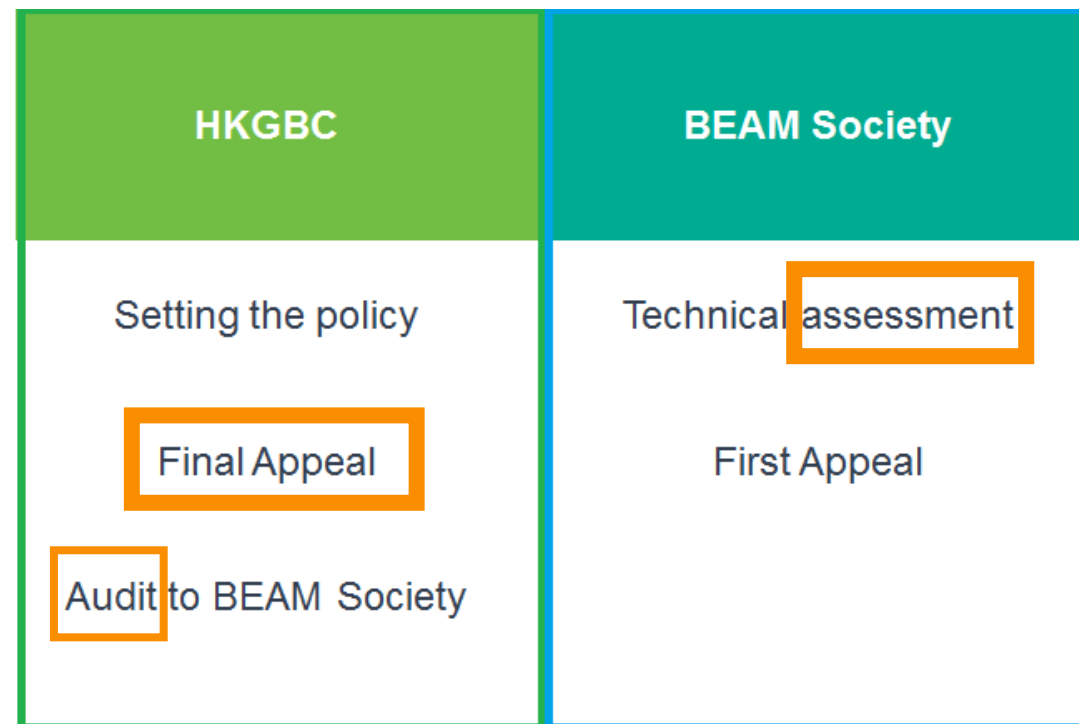 HKGBC
BEAM Society
Setting the policy
Technical assessment
Final Appeal
First Appeal
Audit to BEAM Society